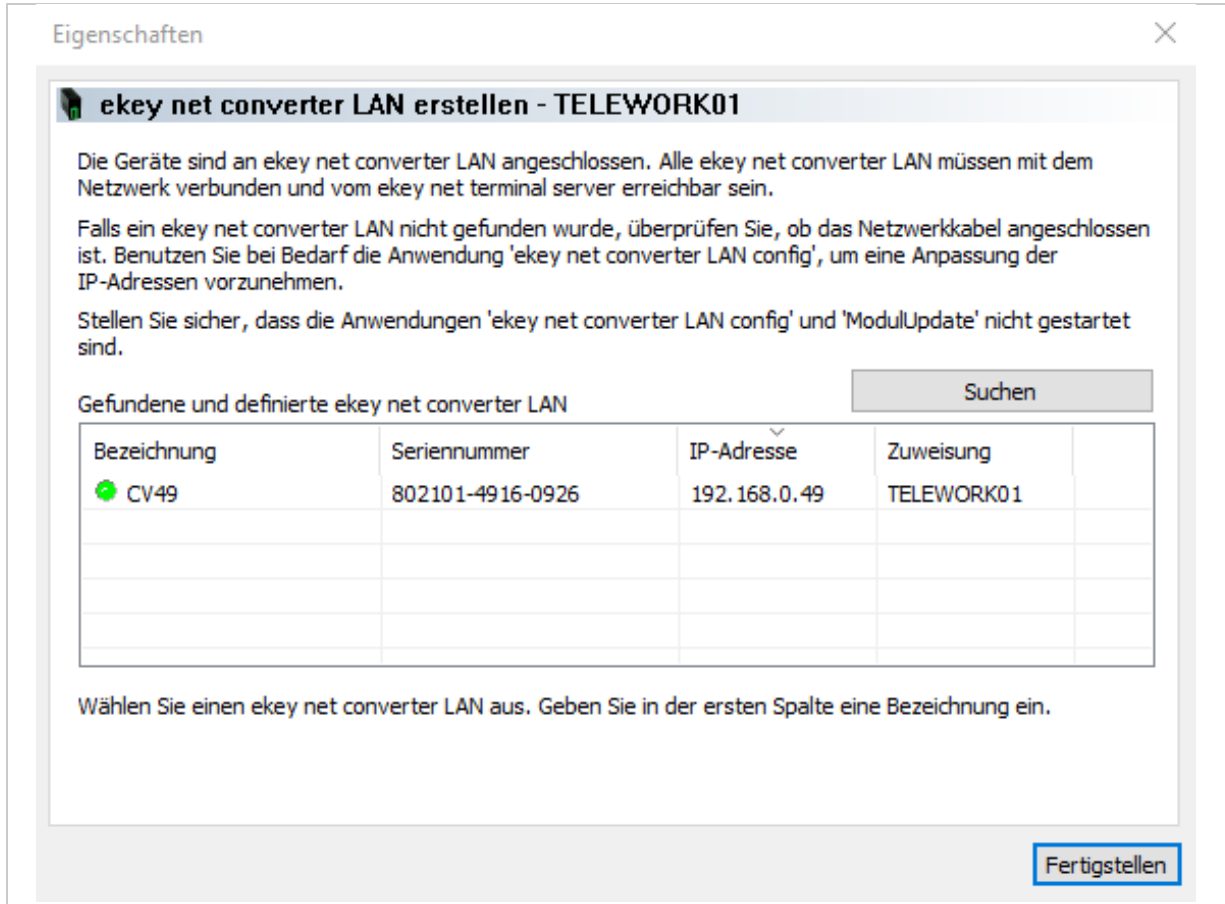 Eigenschaften
ekey net converter LAN erstellen - TELEWORK01
Die Geräte sind an ekey net converter LAN angeschlossen. Alle ekey net converter LAN müssen mit dem
Netzwerk verbunden und vom ekey net terminal server erreichbar sein.
Falls ein ekey net converter LAN nicht gefunden wurde, überprüfen Sie, ob das Netzwerkkabel angeschlossen
ist. Benutzen Sie bei Bedarf die Anwendung 'ekey net converter LAN config', um eine Anpassung der
IP-Adressen vorzunehmen.
Stellen Sie sicher, dass die Anwendungen 'ekey net converter LAN config' und 'ModulUpdate' nicht gestartet
sind.
Suchen
Gefundene und definierte ekey net converter LAN
Bezeichnung Seriennummer IP-Adresse Zuweisung
CV49 802101-4916-0926 192.168.0.49 TELEWORK01
Wählen Sie einen ekey net converter LAN aus. Geben Sie in der ersten Spalte eine Bezeichnung ein.
Fertigstellen